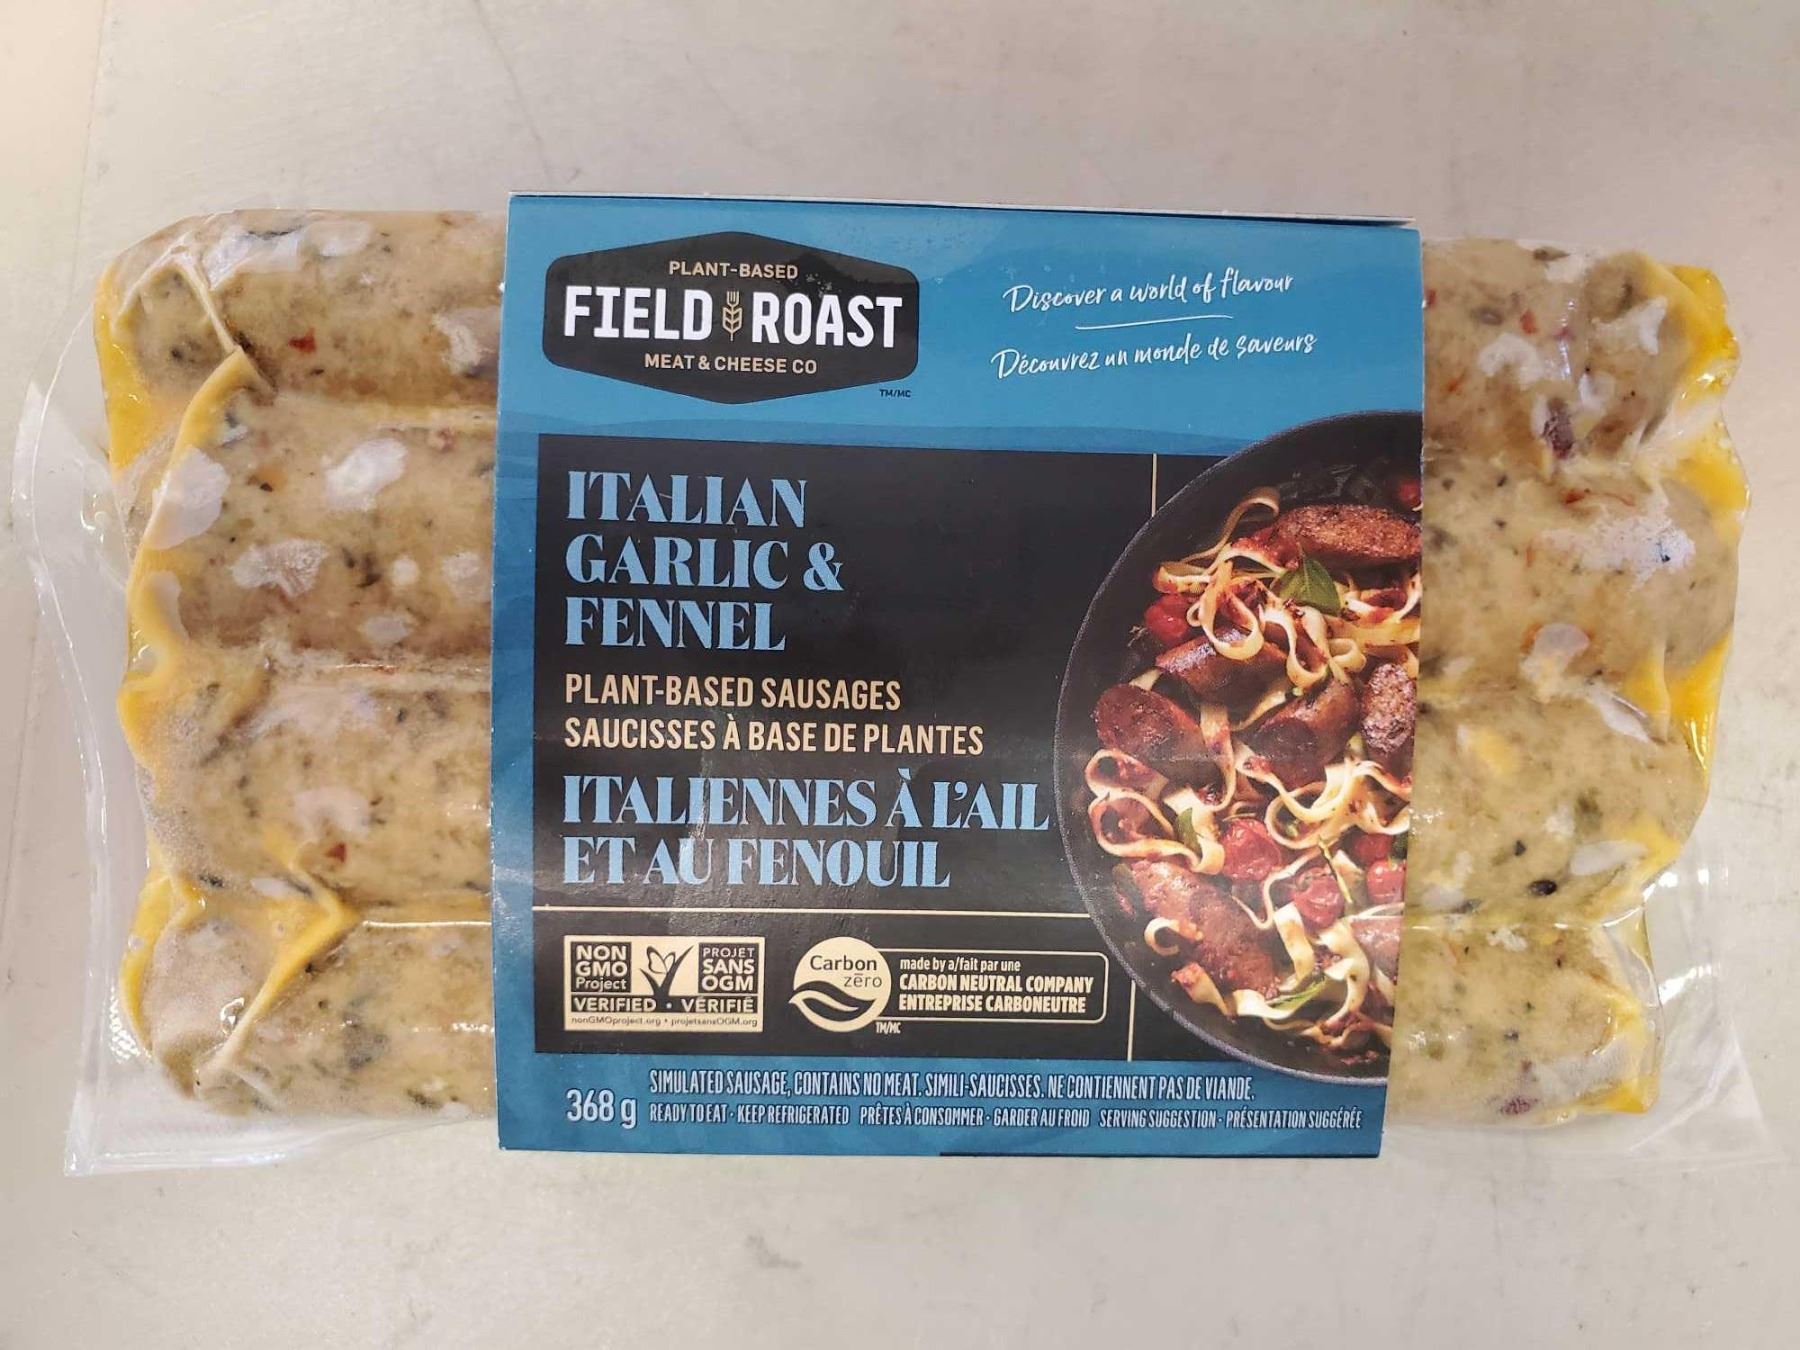 PLANT-BASED
FIELD ROAST
MEAT & CHEESE CO
TM/MC
Discover a world of flavour
Découvrez un monde de saveurs
ITALIAN
GARLIC &
FENNEL
PLANT-BASED SAUSAGES
SAUCISSES À BASE DE PLANTES
ITALIENNES À L'AIL
ET AU FENOUIL
NON
GMO
Project
PROJET
SANS
OGM
VERIFIED • VÉRIFIÉ
nonGMOproject.org • projetsansOGM.org
Carbon
zero
made by a/fait par une
CARBON NEUTRAL COMPANY
ENTREPRISE CARBONEUTRE
TM/MC
368 g
SIMULATED SAUSAGE, CONTAINS NO MEAT. SIMILI-SAUCISSES. NE CONTIENNENT PAS DE VIANDE.
READY TO EAT • KEEP REFRIGERATED PRÊTES À CONSOMMER • GARDER AU FROID SERVING SUGGESTION • PRÉSENTATION SUGGÉRÉE